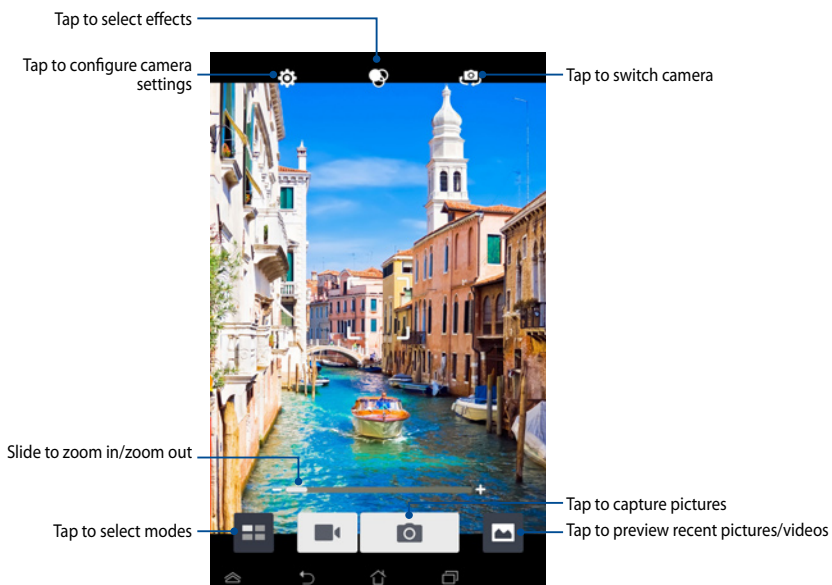 Tap to select effects
Tap to configure camera
settings
Tap to switch camera
Slide to zoom in/zoom out
Tap to capture pictures
Tap to select modes
Tap to preview recent pictures/videos